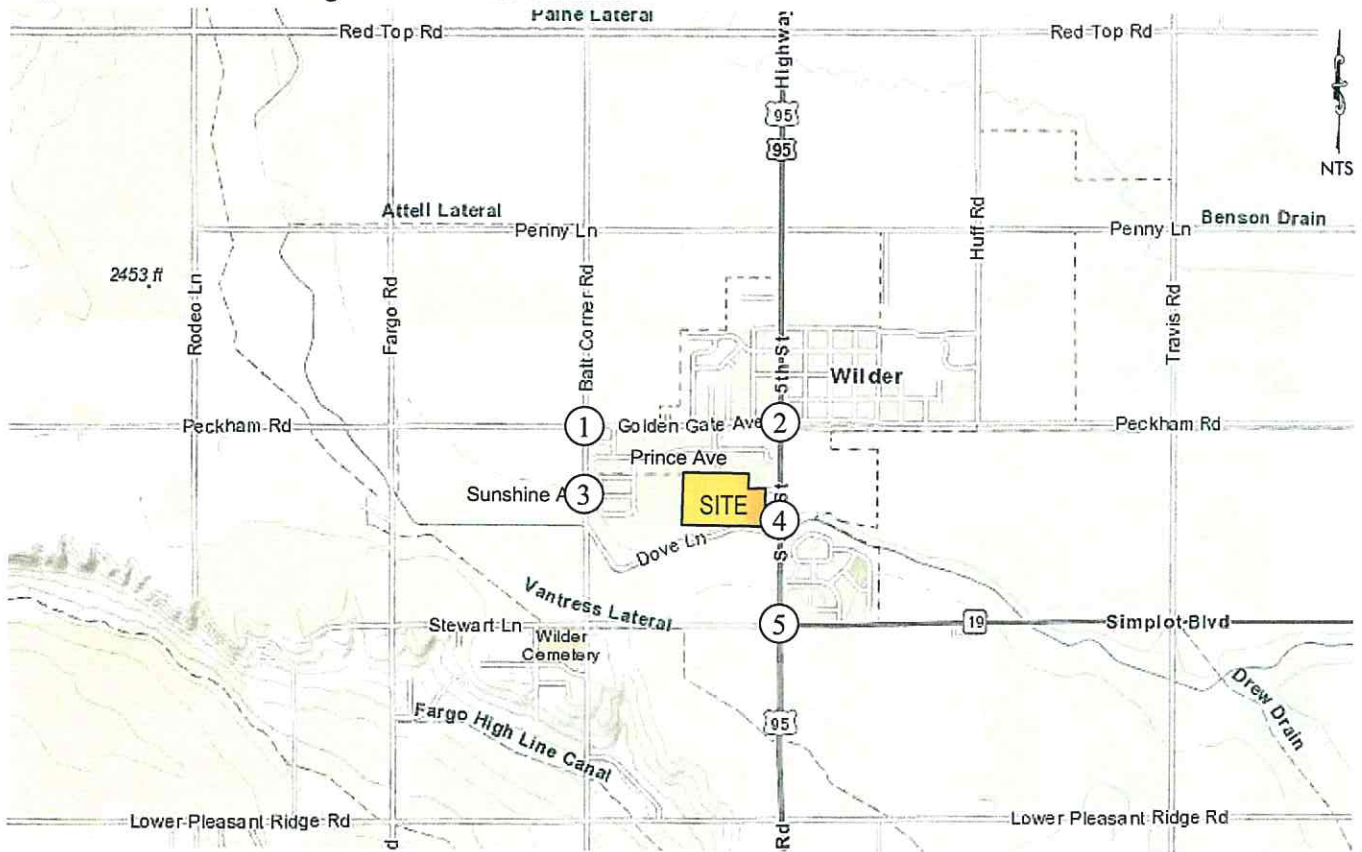 Paine Lateral
Red Top Rd
Highway
Red Top Rd
95
95
NTS
Attell Lateral
Penny Ln
Huff Rd
Penny Ln
Benson Drain
2453 ft
Rodeo Ln
Fargo Rd
Batt Corner Rd
5th St
Travis Rd
Wilder
Peckham Rd
1
Golden Gate Ave
2
Peckham Rd
Prince Ave
Sunshine A
3
SITE
St
4
S
Dove Ln
Vantress Lateral
Stewart Ln
5
19
Simplot Blvd
Wilder
Cemetery
95
Drew Drain
Fargo High Line Canal
Lower Pleasant Ridge Rd
d
Rd
Lower Pleasant Ridge Rd